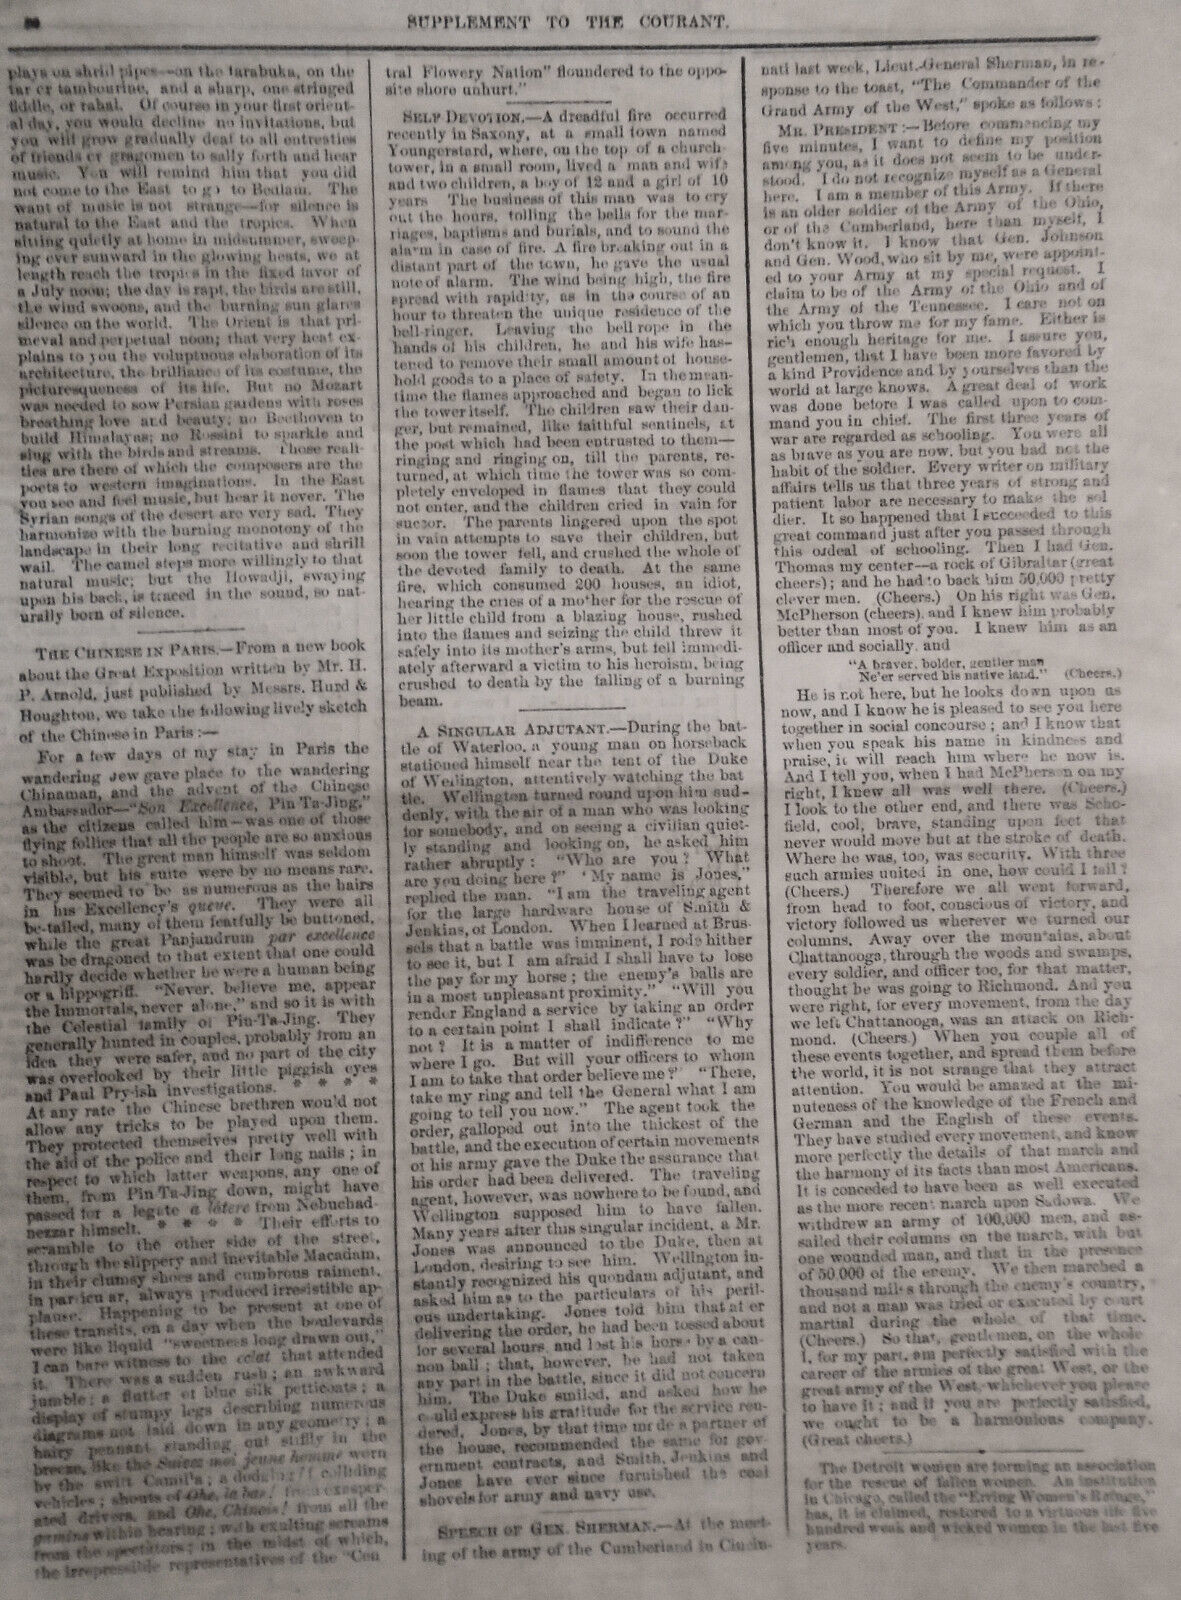 SUPPLEMENT TO THE COURANT.
plays on shrill pipes—on the tarabuka, on the
tar or tambourine, and a sharp, one stringed
fiddle, or rabab. Of course in your first orient-
al day, you would decline no invitations, but
you will grow gradually deaf to all entreaties
of friends or gragomen to sally forth and hear
music. You will remind him that you did
not come to the East to go to Bedlam. The
want of music is not strange—for silence is
natural to the East and the tropics. When
sitting quietly at home in midsummer, sweep-
ing ever sunward in the glowing heats, we at
length reach the tropics in the fixed favor of
a July noon; the day is rapt, the birds are still,
the wind swoons, and the burning sun glares
silence on the world. The Orient is that pri-
meval and perpetual noon; that very heat ex-
plains to you the voluptuous elaboration of its
architecture, the brilliance of its costume, the
picturesqueness of its life. But no Mozart
was needed to sow Persian gardens with roses
breathing love and beauty; no Beethoven to
build Himalayas; no Rossini to sparkle and
sing with the birds and streams. Those reali-
ties are there of which the composers are the
poets to western imaginations. In the East
you see and feel music, but hear it never. The
Syrian songs of the desert are very sad. They
harmonize with the burning monotony of the
landscape in their long recitative and shrill
wail. The camel steps more willingly to that
natural music; but the Howadji, swaying
upon his back, is traced in the sound, so nat-
urally born of silence.
THE CHINESE IN PARIS.—From a new book
about the Great Exposition written by Mr. H.
P. Arnold, just published by Messrs. Hurd &
Houghton, we take the following lively sketch
of the Chinese in Paris:—
For a few days of my stay in Paris the
wandering Jew gave place to the wandering
Chinaman, and the advent of the Chinese
Ambassador—"Son Excellence, Pin Ta-Jing,"
as the citizens called him—was one of those
flying follies that all the people are so anxious
to shoot. The great man himself was seldom
visible, but his suite were by no means rare.
They seemed to be as numerous as the hairs
in his Excellency's queue. They were all
be-tailed, many of them featfully be buttoned,
while the great Panjandrum par excellence
was be dragoned to that extent that one could
hardly decide whether he were a human being
or a hippogriff. "Never, believe me, appear
the Immortals, never alone," and so it is with
the Celestial family of Pin-Ta-Jing. They
generally hunted in couples, probably from an
idea they were safer, and no part of the city
was overlooked by their little piggish eyes
and Paul Pry-ish investigations. * * * *
At any rate the Chinese brethren would not
allow any tricks to be played upon them.
They protected themselves pretty well with
the aid of the police and their long nails; in
respect to which latter weapons, any one of
them, from Pin Ta-Jing down, might have
passed for a legate a latere from Nebuchad-
nezzar himself. * * * * Their efforts to
scramble to the other side of the street,
through the slippery and inevitable Macadam,
in their clumsy shoes and cumbrous raiment,
in particu ar, always produced irresistible ap-
plause. Happening to be present at one of
these transits, on a day when the boulevards
were like liquid "sweetness long drawn out,"
I can bare witness to the eclat that attended
it. There was a sudden rush; an awkward
jumble; a flutter of blue silk petticoats; a
display of stumpy legs describing numerous
diagrams not laid down in any geometry; a
hairy pennant standing out stiffly in the
breeze, like the Suivez moi jeune homme worn
by the swift Camilla; a dodging of colliding
vehicles; shouts of Ohe, la bas! from exasper-
ated drivers, and Ohe, Chinois! from all the
gamins within hearing; with exulting screams
from the spectators; in the midst of which,
the irrepressible representatives of the "Cen
tral Flowery Nation" floundered to the oppo-
site shore unhurt."
SELF DEVOTION.—A dreadful fire occurred
recently in Saxony, at a small town named
Youngerstard, where, on the top of a church-
tower, in a small room, lived a man and wife
and two children, a boy of 12 and a girl of 10
years The business of this man was to cry
out the hours, tolling the bells for the mar-
riages, baptisms and burials, and to sound the
alarm in case of fire. A fire breaking out in a
distant part of the town, he gave the usual
note of alarm. The wind being high, the fire
spread with rapidity, as in the course of an
hour to threaten the unique residence of the
bell-ringer. Leaving the bell rope in the
hands of his children, he and his wife has-
tened to remove their small amount of house-
hold goods to a place of safety. In the mean-
time the flames approached and began to lick
the tower itself. The children saw their dan-
ger, but remained, like faithful sentinels, at
the post which had been entrusted to them—
ringing and ringing on, till the parents, re-
turned, at which time the tower was so com-
pletely enveloped in flames that they could
not enter, and the children cried in vain for
succor. The parents lingered upon the spot
in vain attempts to save their children, but
soon the tower fell, and crushed the whole of
the devoted family to death. At the same
fire, which consumed 200 houses, an idiot,
hearing the cries of a mother for the rescue of
her little child from a blazing house, rushed
into the flames and seizing the child threw it
safely into its mother's arms, but fell immedi-
ately afterward a victim to his heroism, being
crushed to death by the falling of a burning
beam.
A SINGULAR ADJUTANT.—During the bat-
tle of Waterloo, a young man on horseback
stationed himself near the tent of the Duke
of Wellington, attentively watching the bat
tle. Wellington turned round upon him sud-
denly, with the air of a man who was looking
for somebody, and on seeing a civilian quiet-
ly standing and looking on, he asked him
rather abruptly: "Who are you? What
are you doing here?" 'My name is Jones,"
replied the man. "I am the traveling agent
for the large hardware house of Smith &
Jenkins, of London. When I learned at Brus-
sels that a battle was imminent, I rode hither
to see it, but I am afraid I shall have to lose
the pay for my horse; the enemy's balls are
in a most unpleasant proximity." "Will you
render England a service by taking an order
to a certain point I shall indicate?" "Why
not? It is a matter of indifference to me
where I go. But will your officers to whom
I am to take that order believe me?" "There,
take my ring and tell the General what I am
going to tell you now." The agent took the
order, galloped out into the thickest of the
battle, and the execution of certain movements
of his army gave the Duke the assurance that
his order had been delivered. The traveling
agent, however, was nowhere to be found, and
Wellington supposed him to have fallen.
Many years after this singular incident, a Mr.
Jones was announced to the Duke, then at
London, desiring to see him. Wellington in-
stantly recognized his quondam adjutant, and
asked him as to the particulars of his peril-
ous undertaking. Jones told him that at er
delivering the order, he had been tossed about
for several hours, and lost his horse by a can-
non ball; that, however, he had not taken
any part in the battle, since it did not concern
him. The Duke smiled, and asked how he
could express his gratitude for the service ren-
dered, Jones, by that time made a partner of
the house, recommended the same for gov-
ernment contracts, and Smith, Jenkins and
Jones have ever since furnished the coal
shovels for army and navy use.
SPEECH OF GEN. SHERMAN.—At the meet-
ing of the army of the Cumberland in Cincin-
nati last week, Lieut.-General Sherman, in re-
sponse to the toast, "The Commander of the
Grand Army of the West," spoke as follows:
MR. PRESIDENT:—Before commencing my
five minutes, I want to define my position
among you, as it does not seem to be under-
stood. I do not recognize myself as a General
here. I am a member of this Army. If there
is an older soldier of the Army of the Ohio,
or of the Cumberland, here than myself, I
don't know it. I know that Gen. Johnson
and Gen. Wood, who sit by me, were appoint-
ed to your Army at my special request. I
claim to be of the Army of the Ohio and of
the Army of the Tennessee. I care not on
which you throw me for my fame. Either is
rich enough heritage for me. I assure you,
gentlemen, that I have been more favored by
a kind Providence and by yourselves than the
world at large knows. A great deal of work
was done before I was called upon to com-
mand you in chief. The first three years of
war are regarded as schooling. You were all
as brave as you are now, but you had not the
habit of the soldier. Every writer on military
affairs tells us that three years of strong and
patient labor are necessary to make the sol
dier. It so happened that I succeeded to this
great command just after you passed through
this ordeal of schooling. Then I had Gen.
Thomas my center—a rock of Gibraltar (great
cheers); and he had to back him 50,000 pretty
clever men. (Cheers.) On his right was Gen.
McPherson (cheers), and I knew him probably
better than most of you. I knew him as an
officer and socially, and
"A braver, bolder, gentler man
Ne'er served his native land." (Cheers.)
He is not here, but he looks down upon us
now, and I know he is pleased to see you here
together in social concourse; and I know that
when you speak his name in kindness and
praise, it will reach him where he now is.
And I tell you, when I had McPherson on my
right, I knew all was well there. (Cheers.)
I look to the other end, and there was Scho-
field, cool, brave, standing upon feet that
never would move but at the stroke of death.
Where he was, too, was security. With three
such armies united in one, how could I fail?
(Cheers.) Therefore we all went forward,
from head to foot, conscious of victory, and
victory followed us wherever we turned our
columns. Away over the mountains, about
Chattanooga, through the woods and swamps,
every soldier, and officer too, for that matter,
thought he was going to Richmond. And you
were right, for every movement, from the day
we left Chattanooga, was an attack on Rich-
mond. (Cheers.) When you couple all of
these events together, and spread them before
the world, it is not strange that they attract
attention. You would be amazed at the mi-
nuteness of the knowledge of the French and
German and the English of these events.
They have studied every movement, and know
more perfectly the details of that march and
the harmony of its facts than most Americans.
It is conceded to have been as well executed
as the more recent march upon Sadowa. We
withdrew an army of 100,000 men, and as-
sailed their columns on the march, with but
one wounded man, and that in the presence
of 50,000 of the enemy. We then marched a
thousand miles through the enemy's country,
and not a man was tried or executed by court
martial during the whole of that time.
(Cheers.) So that, gentlemen, on the whole
I, for my part, am perfectly satisfied with the
career of the armies of the great West, or the
great army of the West, whichever you please
to have it; and if you are perfectly satisfied,
we ought to be a harmonious company.
(Great cheers.)
The Detroit women are forming an association
for the rescue of fallen women. An institution
in Chicago, called the "Erring Women's Refuge,"
has, it is claimed, restored to a virtuous life five
hundred weak and wicked women in the last five
years.